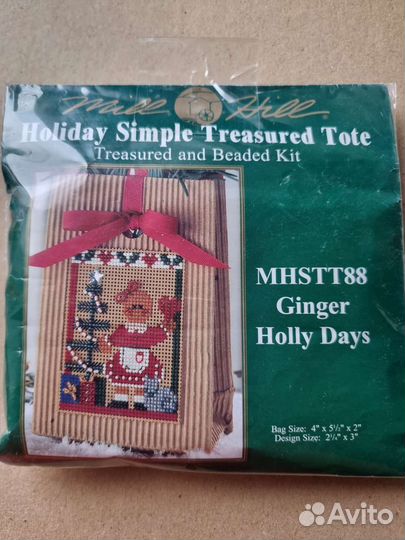 Mill Hill
Holiday Simple Treasured Tote
Treasured and Beaded Kit
MHSTT88
Ginger
Holly Days
Bag Size: 4" x 5½" x 2"
Design Size: 2¼" x 3"
Avito